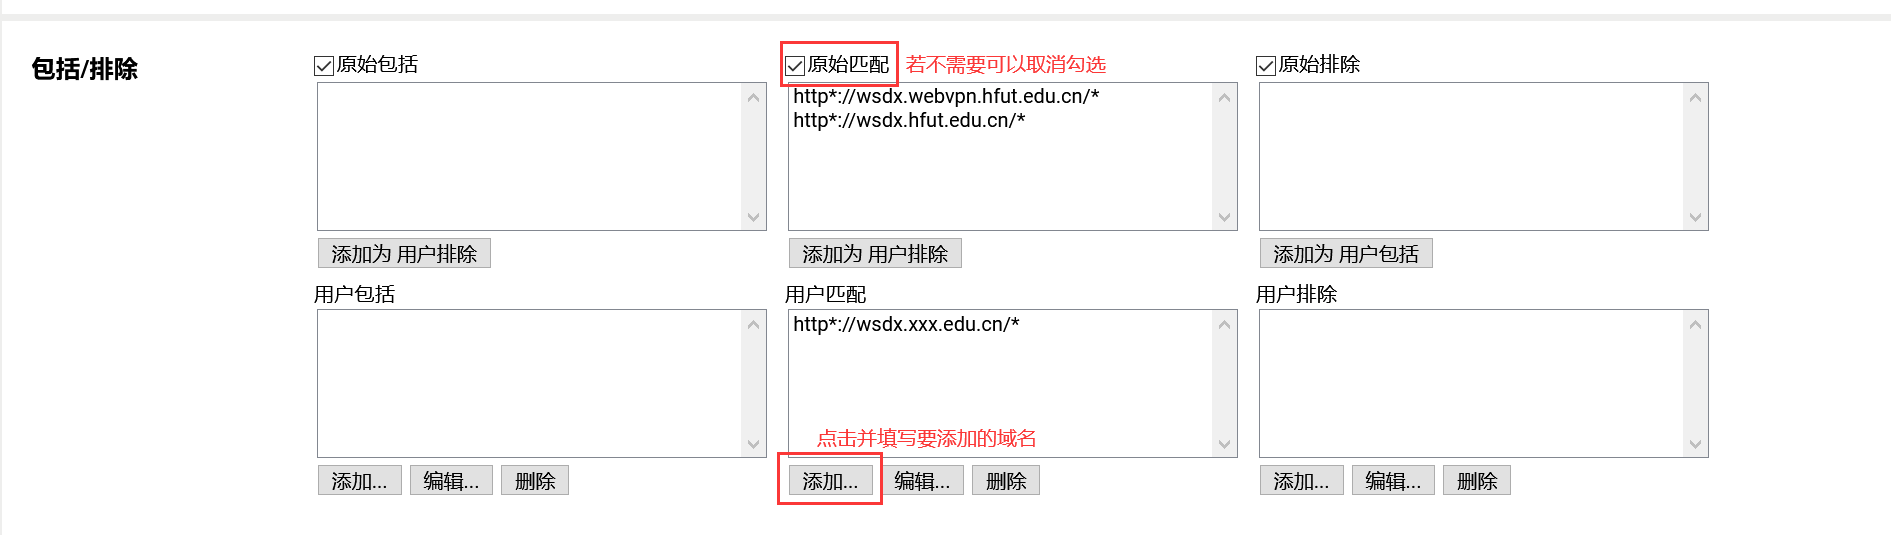 包括/排除
原始包括
原始匹配
若不需要可以取消勾选
原始排除
http*://wsdx.webvpn.hfut.edu.cn/*
http*://wsdx.hfut.edu.cn/*
添加为 用户排除
添加为 用户排除
添加为 用户包括
用户包括
用户匹配
用户排除
http*://wsdx.xxx.edu.cn/*
点击并填写要添加的域名
添加... 编辑... 删除
添加... 编辑... 删除
添加... 编辑... 删除